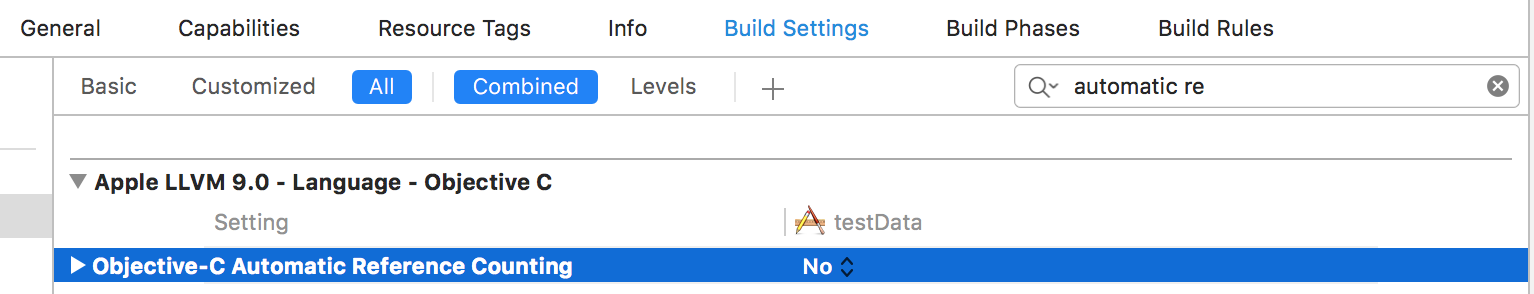 General Capabilities Resource Tags Info Build Settings Build Phases Build Rules
Basic Customized All Combined Levels + automatic re
Apple LLVM 9.0 - Language - Objective C
Setting testData
Objective-C Automatic Reference Counting No